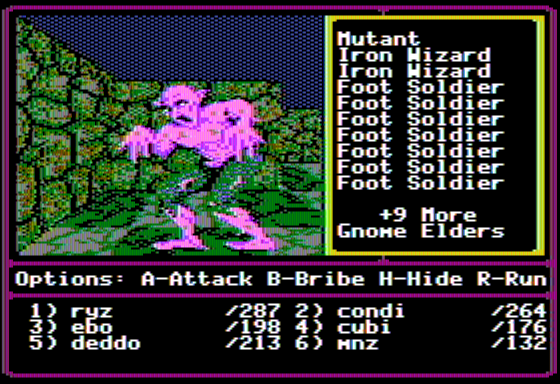 Mutant
Iron Wizard
Iron Wizard
Foot Soldier
Foot Soldier
Foot Soldier
Foot Soldier
Foot Soldier
Foot Soldier
Foot Soldier
+9 More
Gnome Elders
Options: A-Attack B-Bribe H-Hide R-Run
1) ryz /287 2) condi /264
3) ebo /198 4) cubi /176
5) deddo /213 6) mnz /132